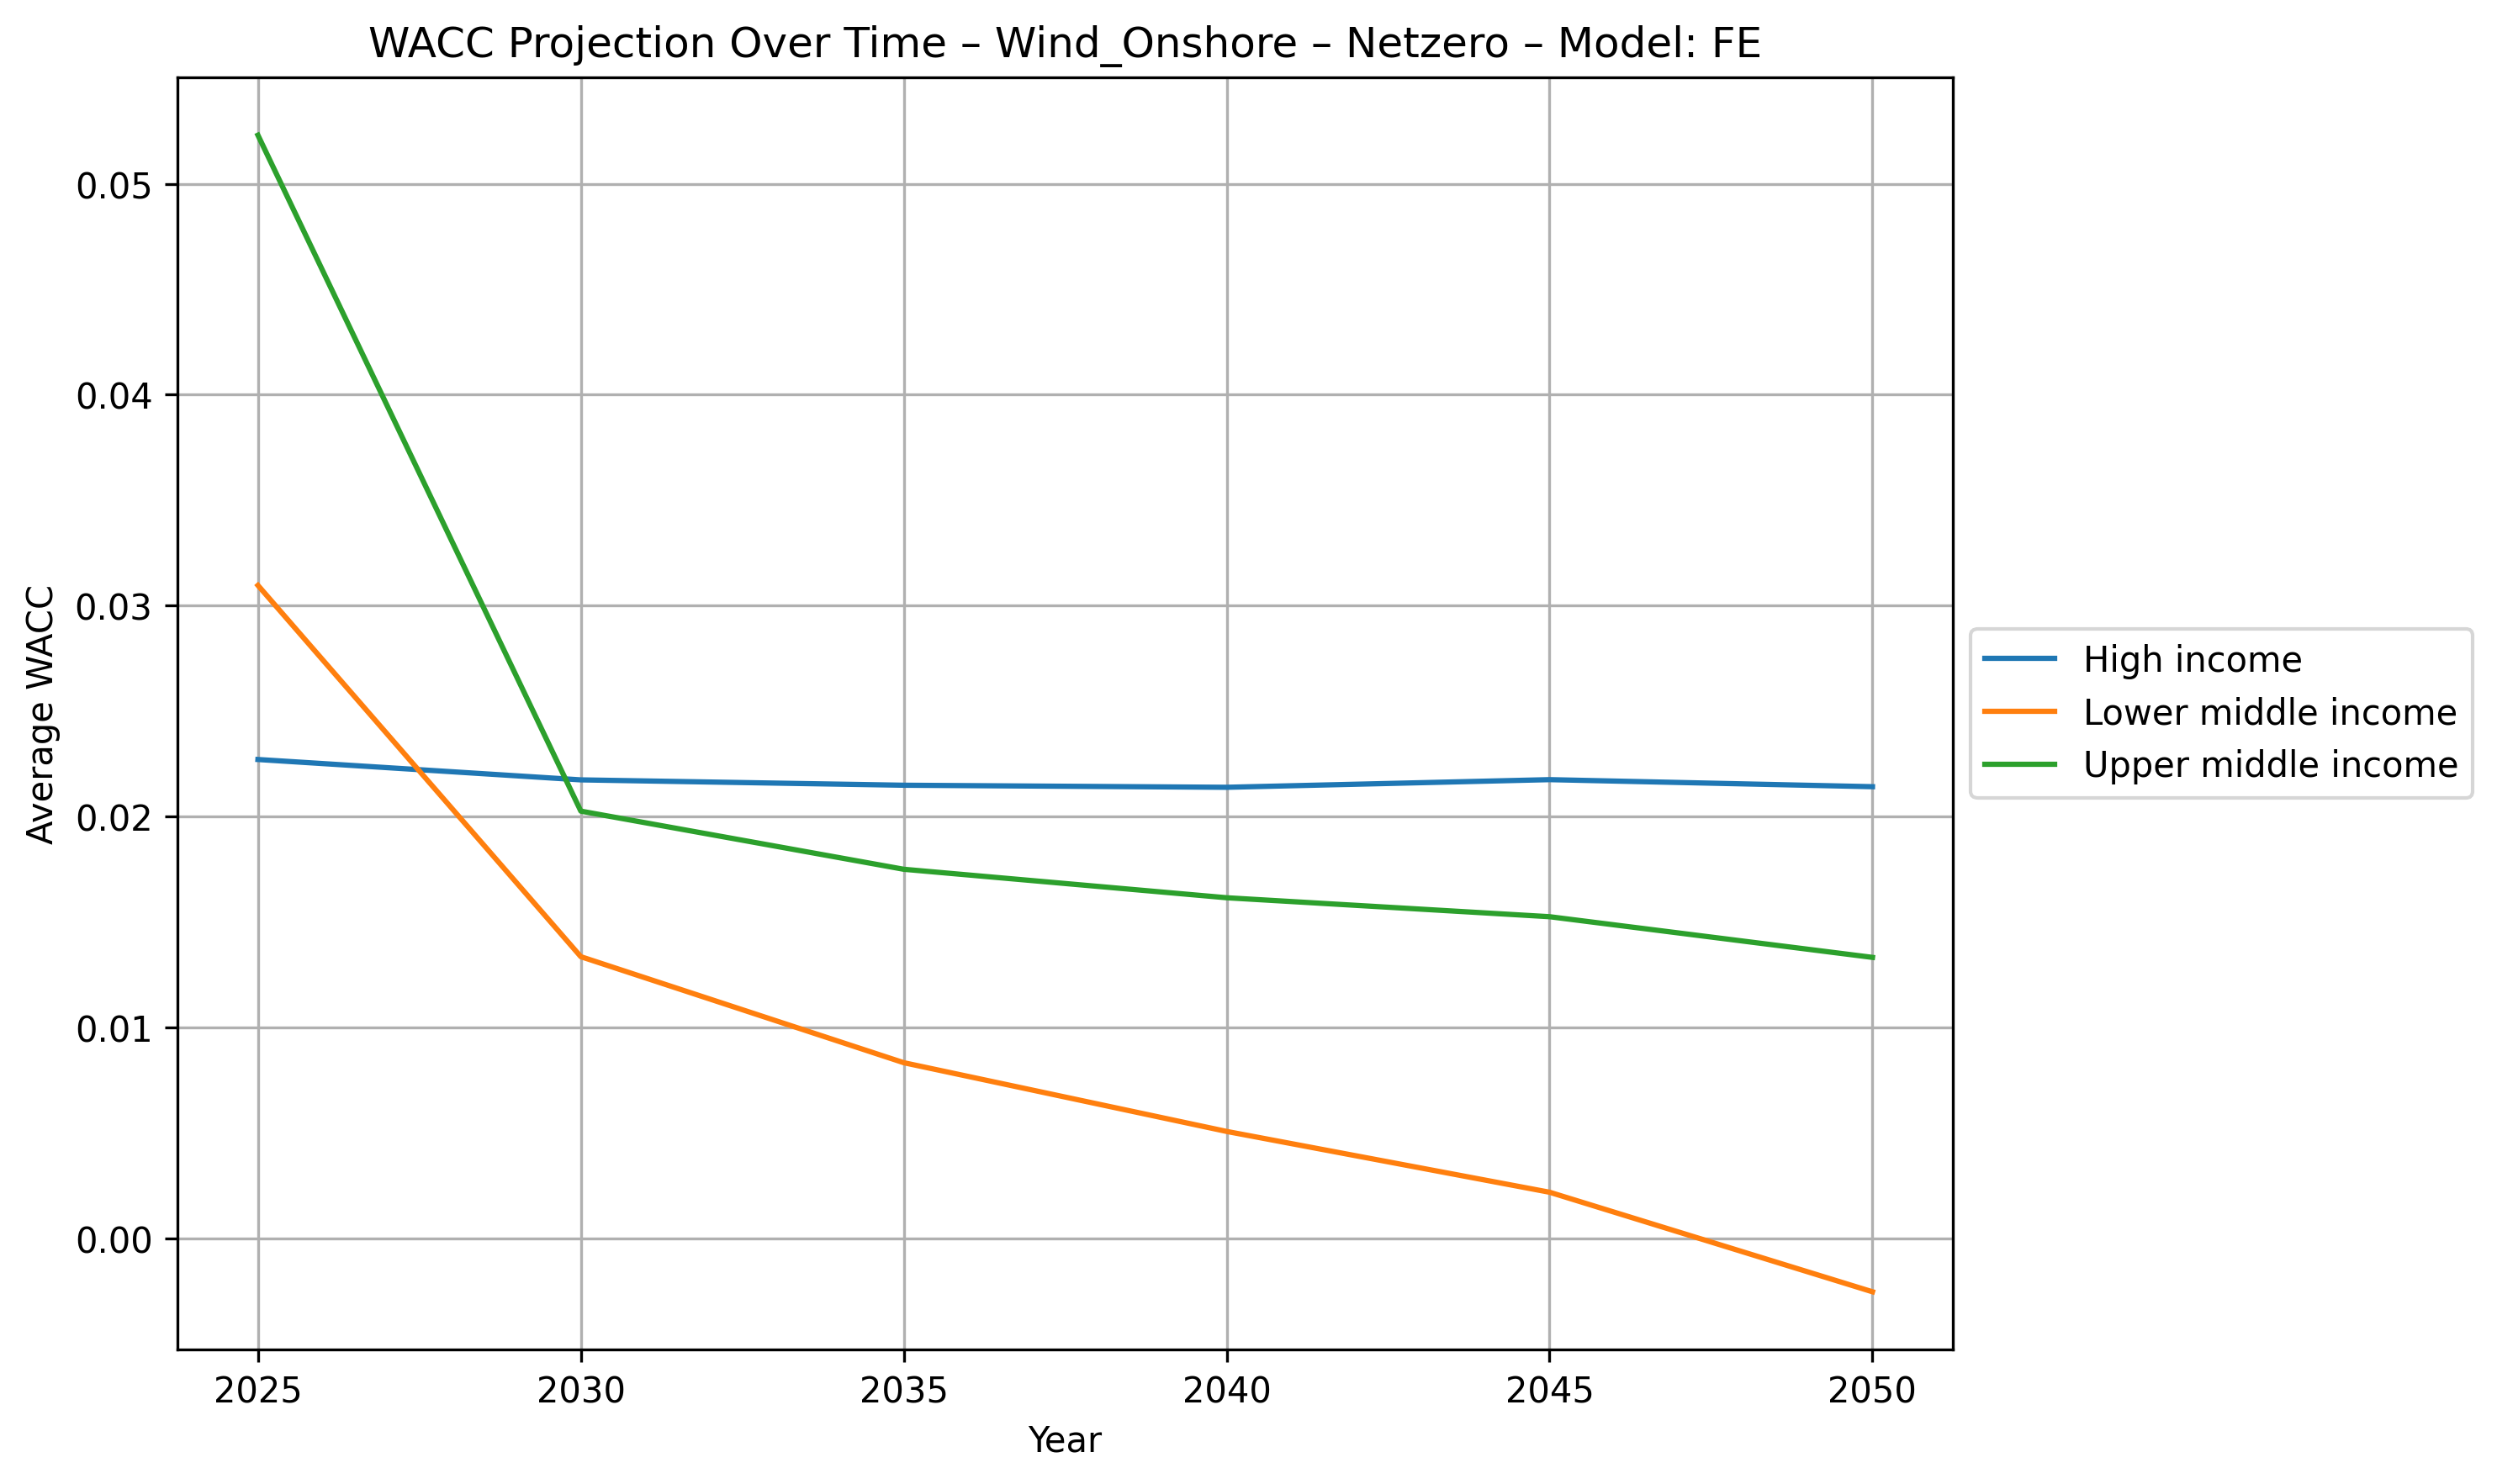 WACC Projection Over Time – Wind_Onshore – Netzero – Model: FE
Average WACC
0.05
0.04
0.03
0.02
0.01
0.00
2025 2030 2035 2040 2045 2050
Year
High income
Lower middle income
Upper middle income